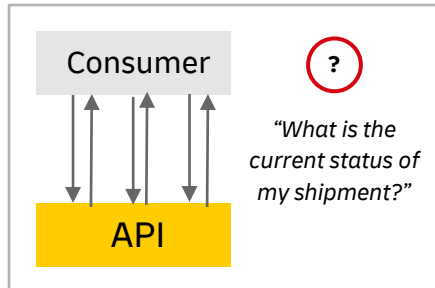 Consumer
?
“What is the
current status of
my shipment?”
API